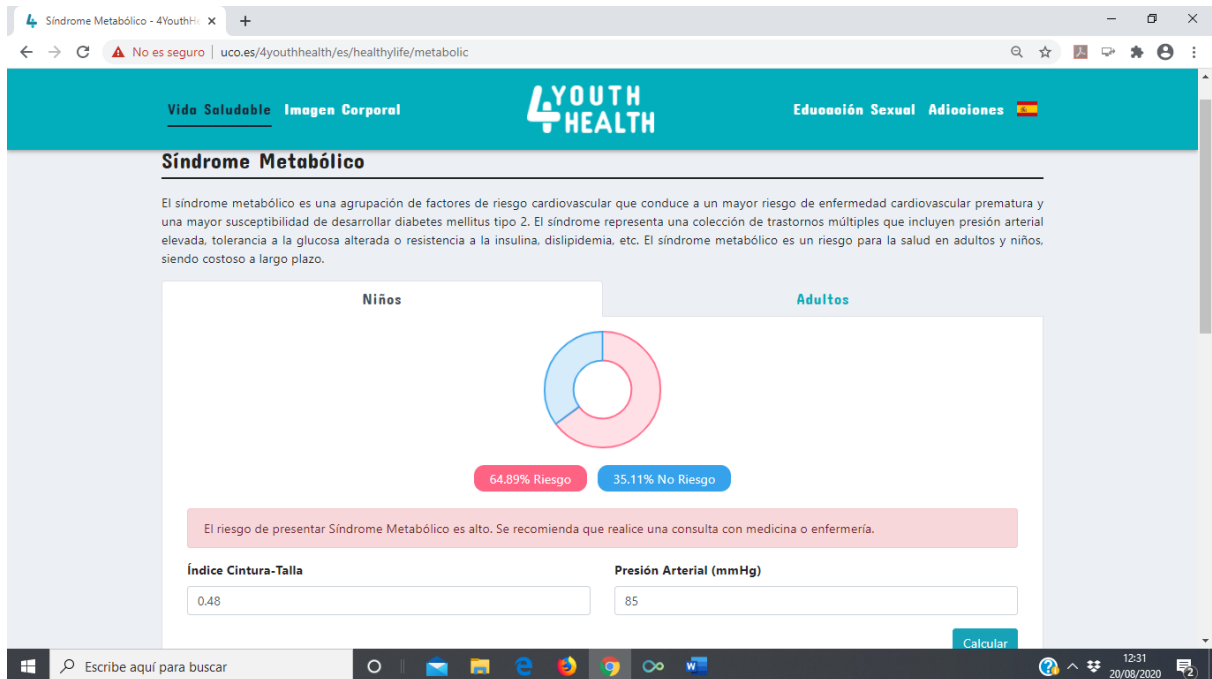 Síndrome Metabólico - 4YouthHe
No es seguro | uco.es/4youthhealth/es/healthylife/metabolic
Vida Saludable Imagen Corporal
4 YOUTH HEALTH
Educación Sexual Adicciones
Síndrome Metabólico
El síndrome metabólico es una agrupación de factores de riesgo cardiovascular que conduce a un mayor riesgo de enfermedad cardiovascular prematura y
una mayor susceptibilidad de desarrollar diabetes mellitus tipo 2. El síndrome representa una colección de trastornos múltiples que incluyen presión arterial
elevada, tolerancia a la glucosa alterada o resistencia a la insulina, dislipidemia, etc. El síndrome metabólico es un riesgo para la salud en adultos y niños,
siendo costoso a largo plazo.
Niños
Adultos
64.89% Riesgo
35.11% No Riesgo
El riesgo de presentar Síndrome Metabólico es alto. Se recomienda que realice una consulta con medicina o enfermería.
Índice Cintura-Talla
Presión Arterial (mmHg)
0.48
85
Calcular
Escribe aquí para buscar
12:31
20/08/2020
2